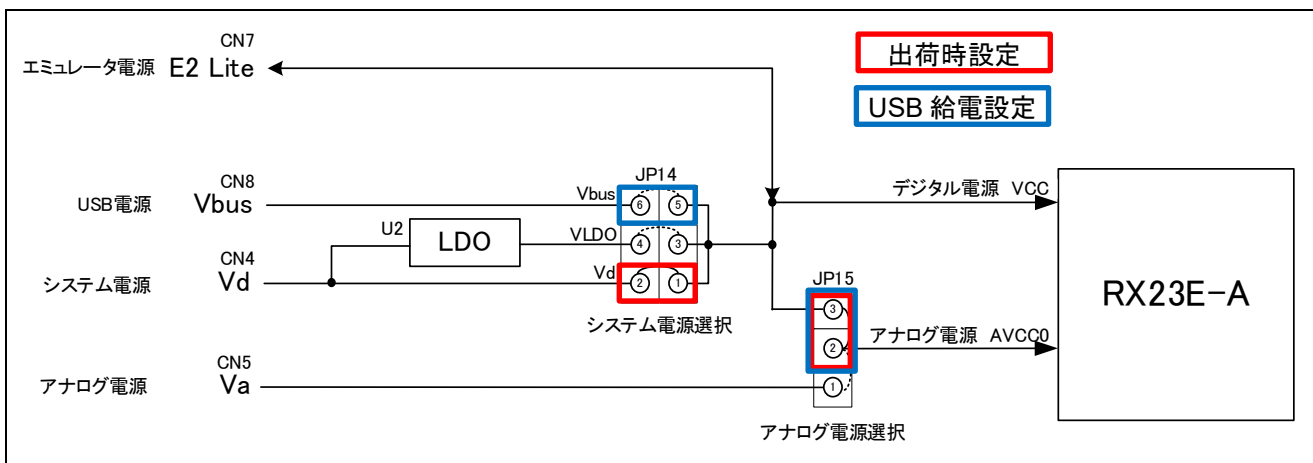 CN7
エミュレータ電源 E2 Lite
出荷時設定
USB 給電設定
CN8
USB電源 Vbus
JP14
Vbus
⑥ ⑤
デジタル電源 VCC
U2
LDO
VLDO
④ ③
CN4
システム電源 Vd
Vd
② ①
システム電源選択
JP15
③
②
①
アナログ電源 AVCC0
RX23E-A
CN5
アナログ電源 Va
アナログ電源選択